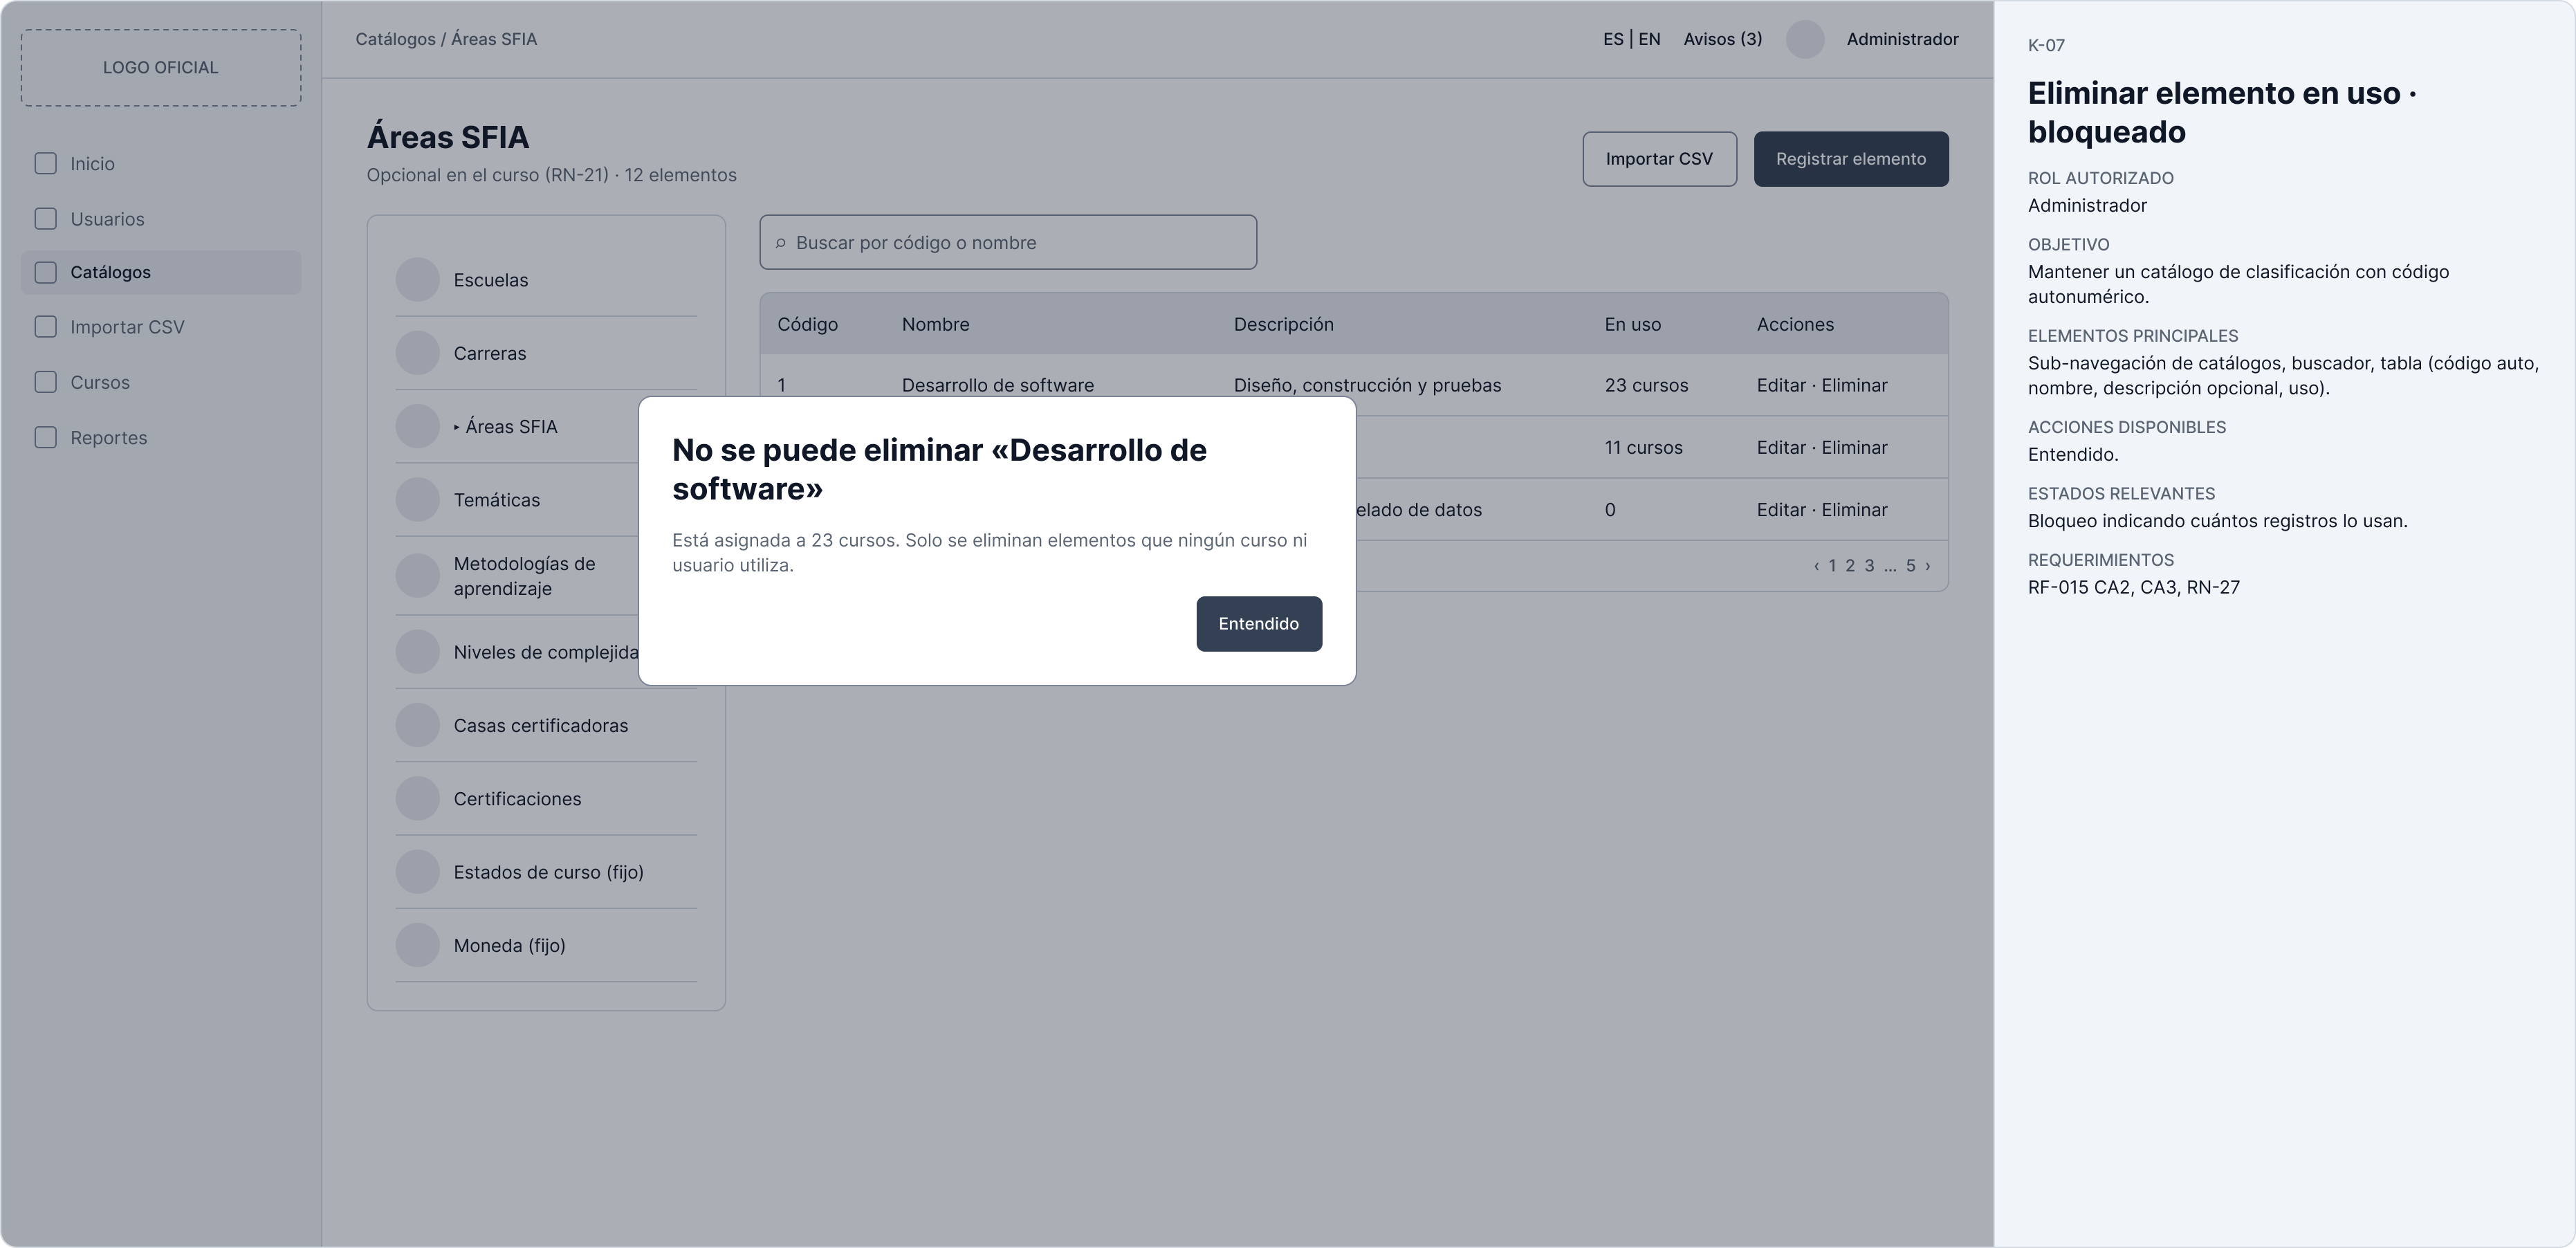 LOGO OFICIAL
Inicio
Usuarios
Catálogos
Importar CSV
Cursos
Reportes
Catálogos / Áreas SFIA
ES | EN
Avisos (3)
Administrador
Áreas SFIA
Opcional en el curso (RN-21) · 12 elementos
Importar CSV
Registrar elemento
Escuelas
Carreras
▸ Áreas SFIA
Temáticas
Metodologías de
aprendizaje
Niveles de complejida
Casas certificadoras
Certificaciones
Estados de curso (fijo)
Moneda (fijo)
Buscar por código o nombre
Código Nombre Descripción En uso Acciones
1 Desarrollo de software Diseño, construcción y pruebas 23 cursos Editar · Eliminar
11 cursos Editar · Eliminar
elado de datos 0 Editar · Eliminar
‹ 1 2 3 … 5 ›
No se puede eliminar «Desarrollo de
software»
Está asignada a 23 cursos. Solo se eliminan elementos que ningún curso ni
usuario utiliza.
Entendido
K-07
Eliminar elemento en uso ·
bloqueado
ROL AUTORIZADO
Administrador
OBJETIVO
Mantener un catálogo de clasificación con código
autonumérico.
ELEMENTOS PRINCIPALES
Sub-navegación de catálogos, buscador, tabla (código auto,
nombre, descripción opcional, uso).
ACCIONES DISPONIBLES
Entendido.
ESTADOS RELEVANTES
Bloqueo indicando cuántos registros lo usan.
REQUERIMIENTOS
RF-015 CA2, CA3, RN-27